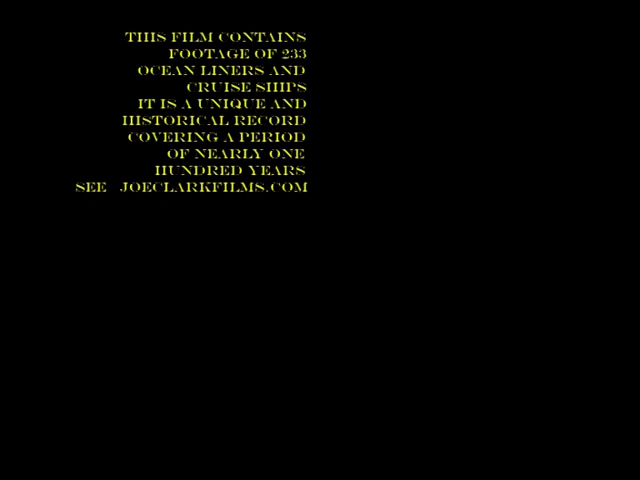 THIS FILM CONTAINS
FOOTAGE OF 233
OCEAN LINERS AND
CRUISE SHIPS
IT IS A UNIQUE AND
HISTORICAL RECORD
COVERING A PERIOD
OF NEARLY ONE
HUNDRED YEARS
SEE JOECLARKFILMS.COM